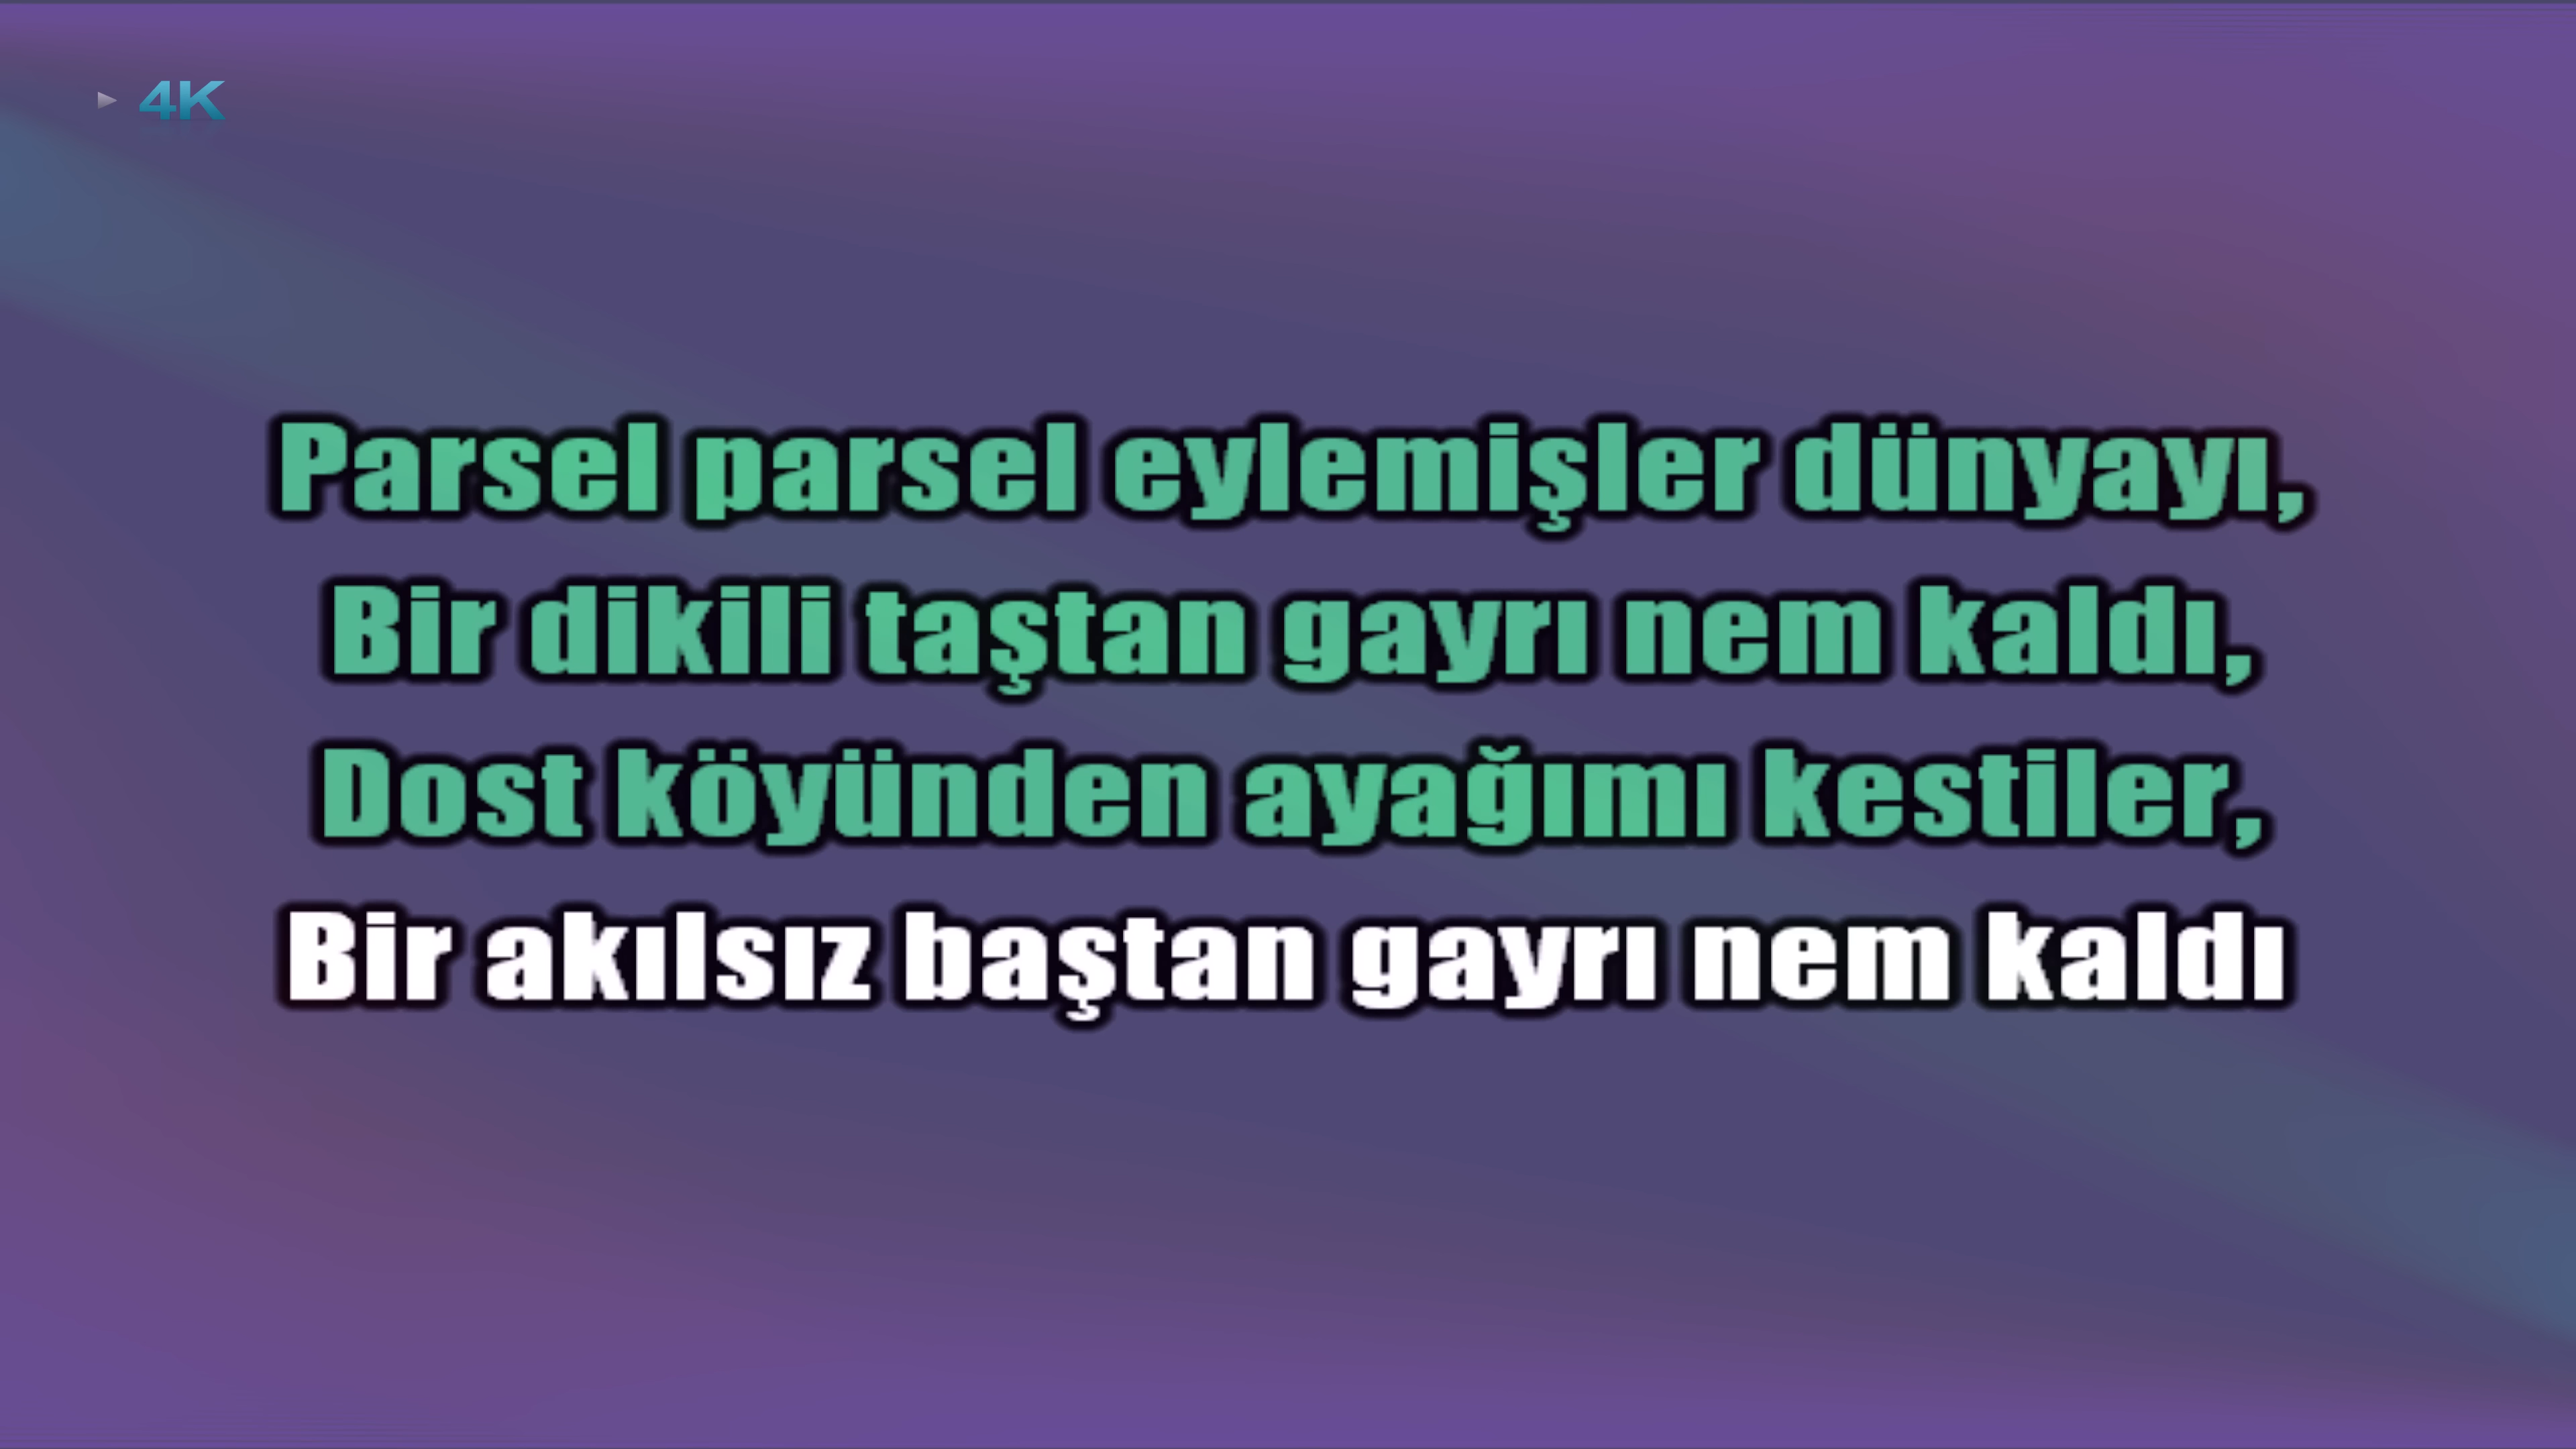 4K
Parsel parsel eylemişler dünyayı,
Bir dikili taştan gayrı nem kaldı,
Dost köyünden ayağımı kestiler,
Bir akılsız baştan gayrı nem kaldı